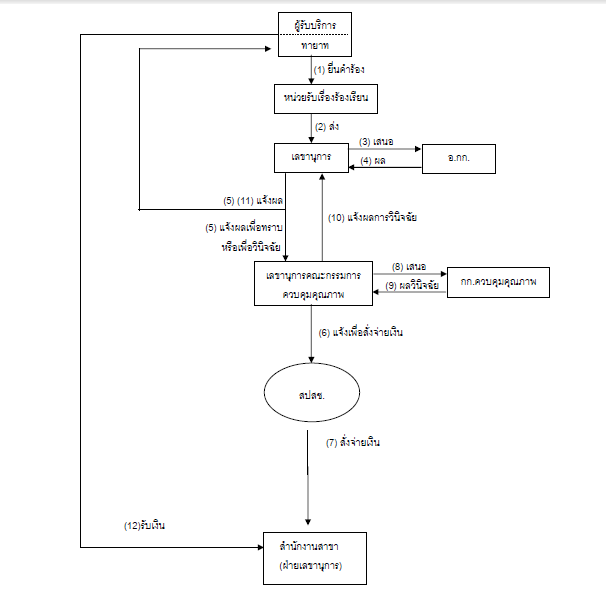 ผู้รับบริการ
ทายาท
(1) ยื่นคำร้อง
หน่วยรับเรื่องร้องเรียน
(2) ส่ง
(3) เสนอ
เลขานุการ
อ.กก.
(4) ผล
(5) (11) แจ้งผล
(10) แจ้งผลการวินิจฉัย
(5) แจ้งผลเพื่อทราบ
หรือเพื่อวินิจฉัย
(8) เสนอ
เลขานุการคณะกรรมการ
ควบคุมคุณภาพ
กก.ควบคุมคุณภาพ
(9) ผลวินิจฉัย
(6) แจ้งเพื่อสั่งจ่ายเงิน
สปสช.
(7) สั่งจ่ายเงิน
(12)รับเงิน
สำนักงานสาขา
(ฝ่ายเลขานุการ)